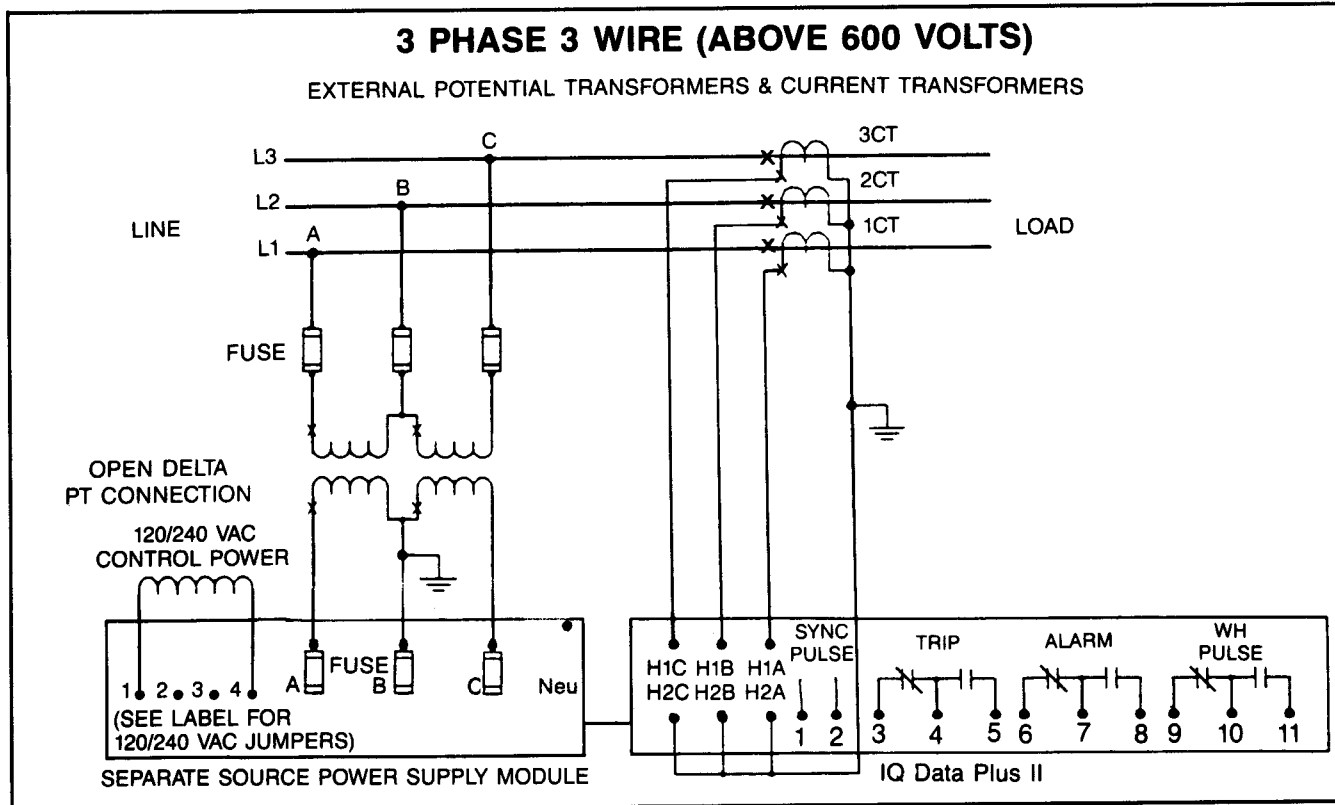 3 PHASE 3 WIRE (ABOVE 600 VOLTS)
EXTERNAL POTENTIAL TRANSFORMERS & CURRENT TRANSFORMERS
C
3CT
L3
B
2CT
L2
LINE
A
1CT
LOAD
L1
FUSE
OPEN DELTA
PT CONNECTION
120/240 VAC
CONTROL POWER
SYNC
PULSE
TRIP
ALARM
WH
PULSE
FUSE
H1C H1B H1A
H2C H2B H2A
1 2 3 4
A B C Neu
(SEE LABEL FOR
120/240 VAC JUMPERS)
1 2 3 4 5 6 7 8 9 10 11
SEPARATE SOURCE POWER SUPPLY MODULE
IQ Data Plus II